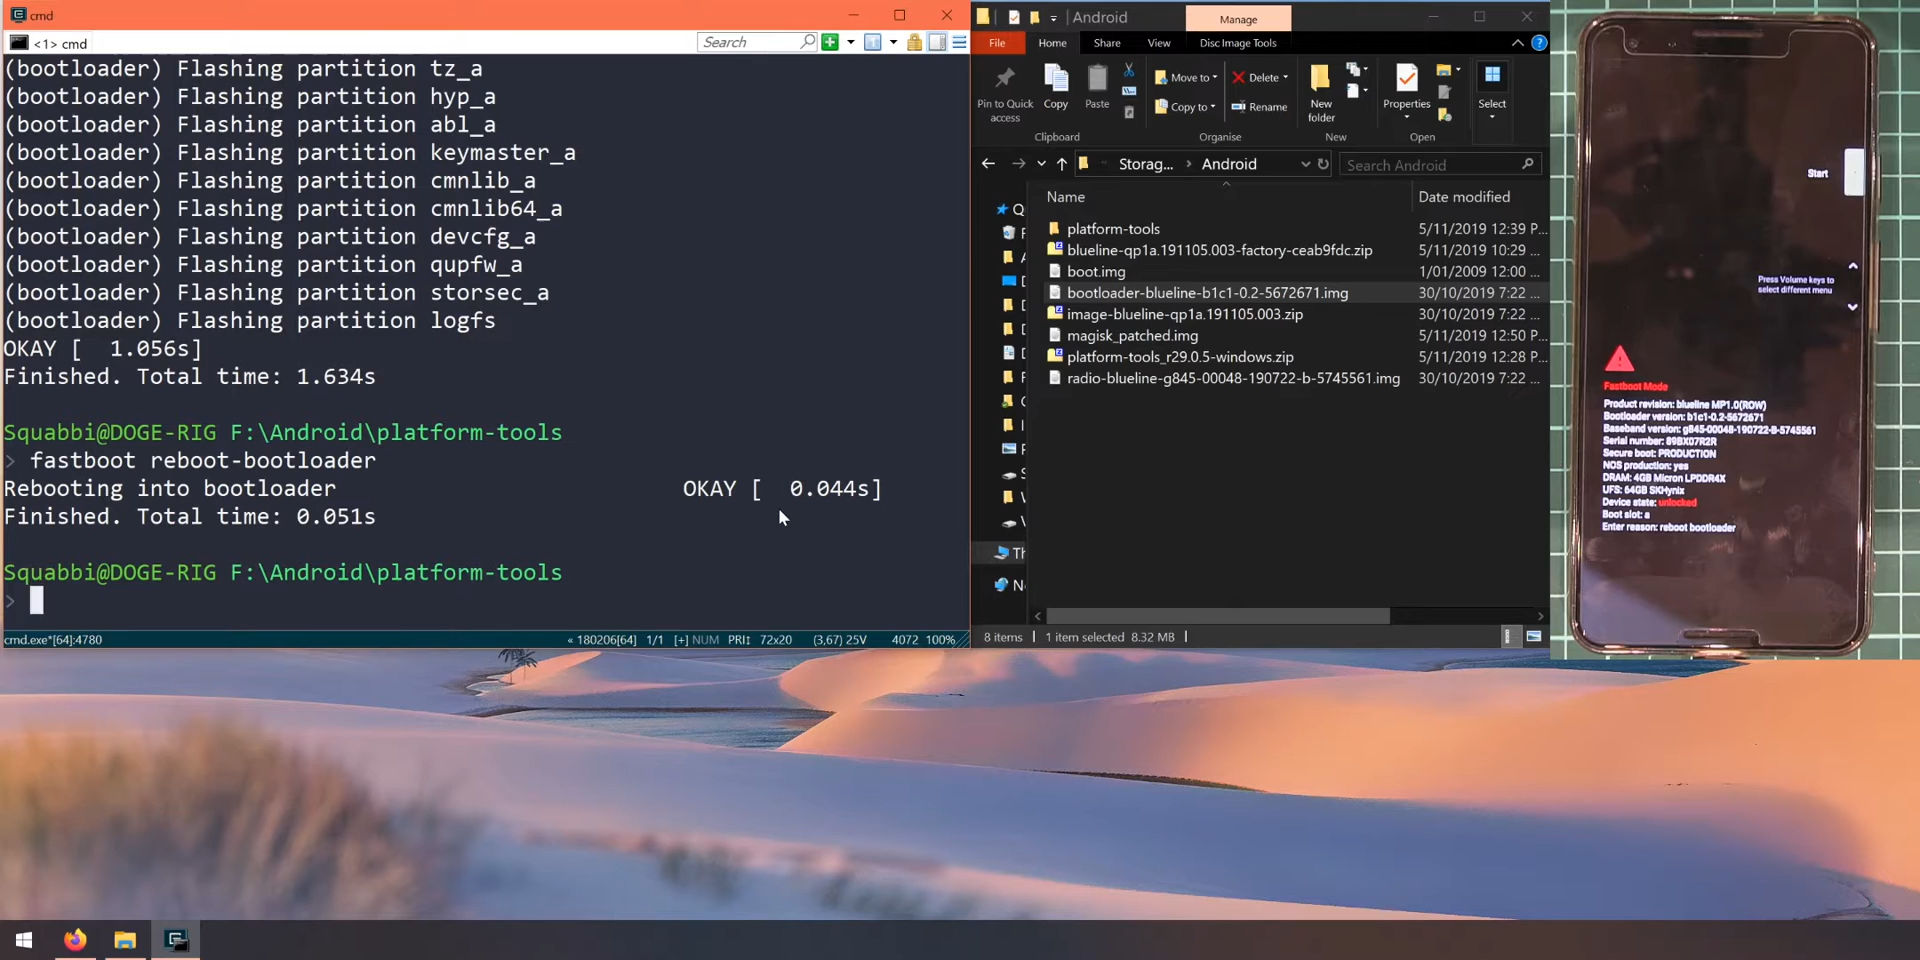 cmd
<1> cmd
Search
(bootloader) Flashing partition tz_a
(bootloader) Flashing partition hyp_a
(bootloader) Flashing partition abl_a
(bootloader) Flashing partition keymaster_a
(bootloader) Flashing partition cmnlib_a
(bootloader) Flashing partition cmnlib64_a
(bootloader) Flashing partition devcfg_a
(bootloader) Flashing partition qupfw_a
(bootloader) Flashing partition storsec_a
(bootloader) Flashing partition logfs
OKAY [  1.056s]
Finished. Total time: 1.634s
Squabbi@DOGE-RIG F:\Android\platform-tools
> fastboot reboot-bootloader
Rebooting into bootloader OKAY [  0.044s]
Finished. Total time: 0.051s
Squabbi@DOGE-RIG F:\Android\platform-tools
>
cmd.exe*[64]:4780 « 180206[64] 1/1 [+] NUM PRI↕ 72x20 (3,67) 25V 4072 100%
Android Manage
File Home Share View Disc Image Tools
Pin to Quick access
Copy
Paste
Move to
Copy to
Delete
Rename
New folder
Properties
Select
Clipboard Organise New Open
Storag... > Android
Search Android
Name Date modified
platform-tools 5/11/2019 12:39 P...
blueline-qp1a.191105.003-factory-ceab9fdc.zip 5/11/2019 10:29 ...
boot.img 1/01/2009 12:00 ...
bootloader-blueline-b1c1-0.2-5672671.img 30/10/2019 7:22 ...
image-blueline-qp1a.191105.003.zip 30/10/2019 7:22 ...
magisk_patched.img 5/11/2019 12:50 P...
platform-tools_r29.0.5-windows.zip 5/11/2019 12:28 P...
radio-blueline-g845-00048-190722-b-5745561.img 30/10/2019 7:22 ...
Th
8 items 1 item selected 8.32 MB
Start
Press Volume keys to
select different menu
Fastboot Mode
Product revision: blueline MP1.0(ROW)
Bootloader version: b1c1-0.2-5672671
Baseband version: g845-00048-190722-B-5745561
Serial number: 89BX07R2R
Secure boot: PRODUCTION
NOS production: yes
DRAM: 4GB Micron LPDDR4X
UFS: 64GB SKHynix
Device state: unlocked
Boot slot: a
Enter reason: reboot bootloader